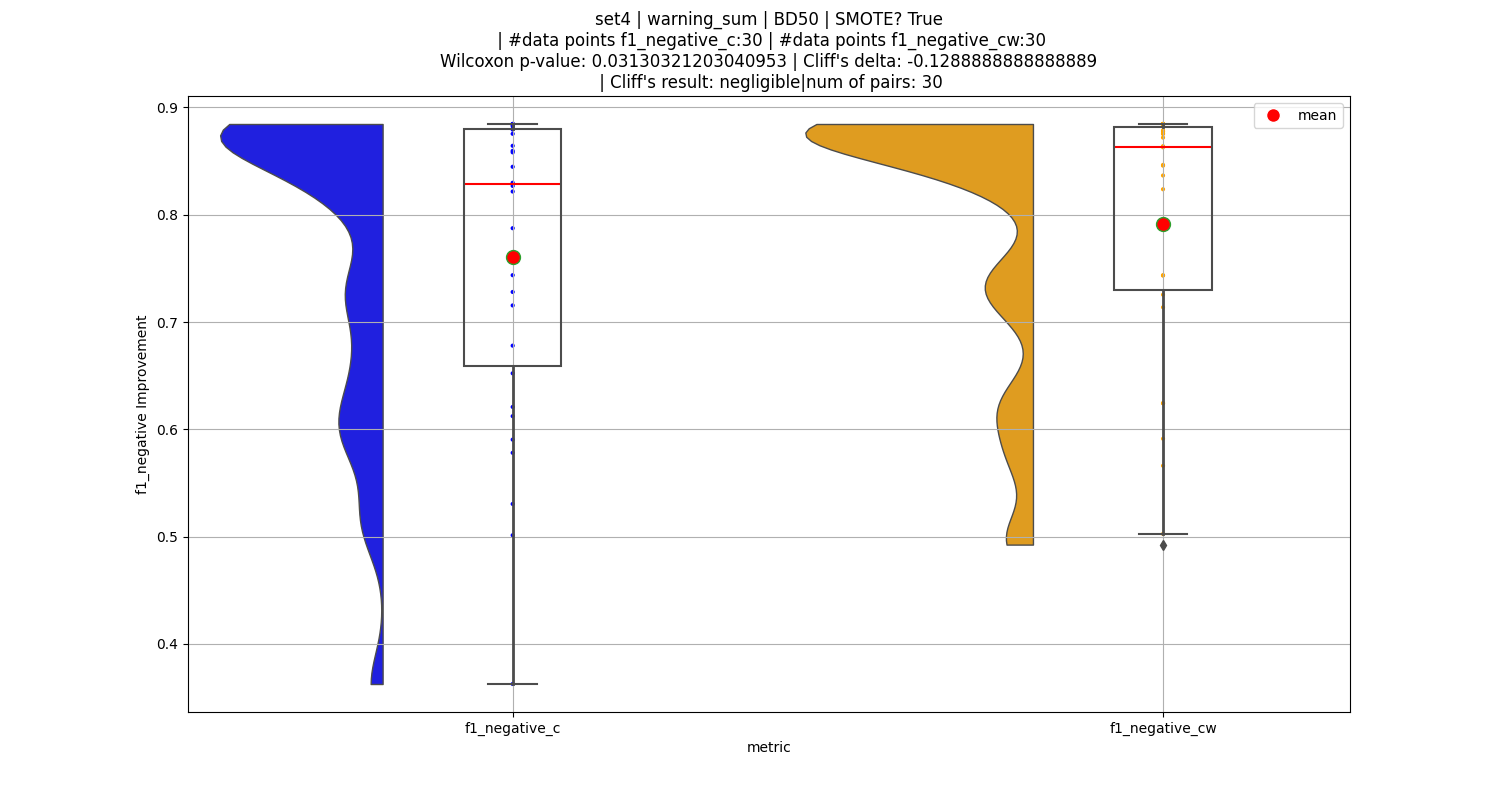 set4 | warning_sum | BD50 | SMOTE? True
| #data points f1_negative_c:30 | #data points f1_negative_cw:30
Wilcoxon p-value: 0.03130321203040953 | Cliff's delta: -0.1288888888888889
| Cliff's result: negligible|num of pairs: 30
mean
0.9
0.8
0.7
0.6
0.5
0.4
f1_negative Improvement
f1_negative_c
f1_negative_cw
metric